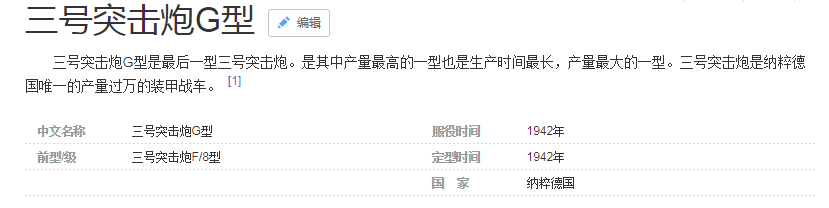 三号突击炮G型 编辑
三号突击炮G型是最后一型三号突击炮。是其中产量最高的一型也是生产时间最长，产量最大的一型。三号突击炮是纳粹德
国唯一的产量过万的装甲战车。 [1]
中文名称 三号突击炮G型 服役时间 1942年
前型/级 三号突击炮F/8型 定型时间 1942年
国 家 纳粹德国